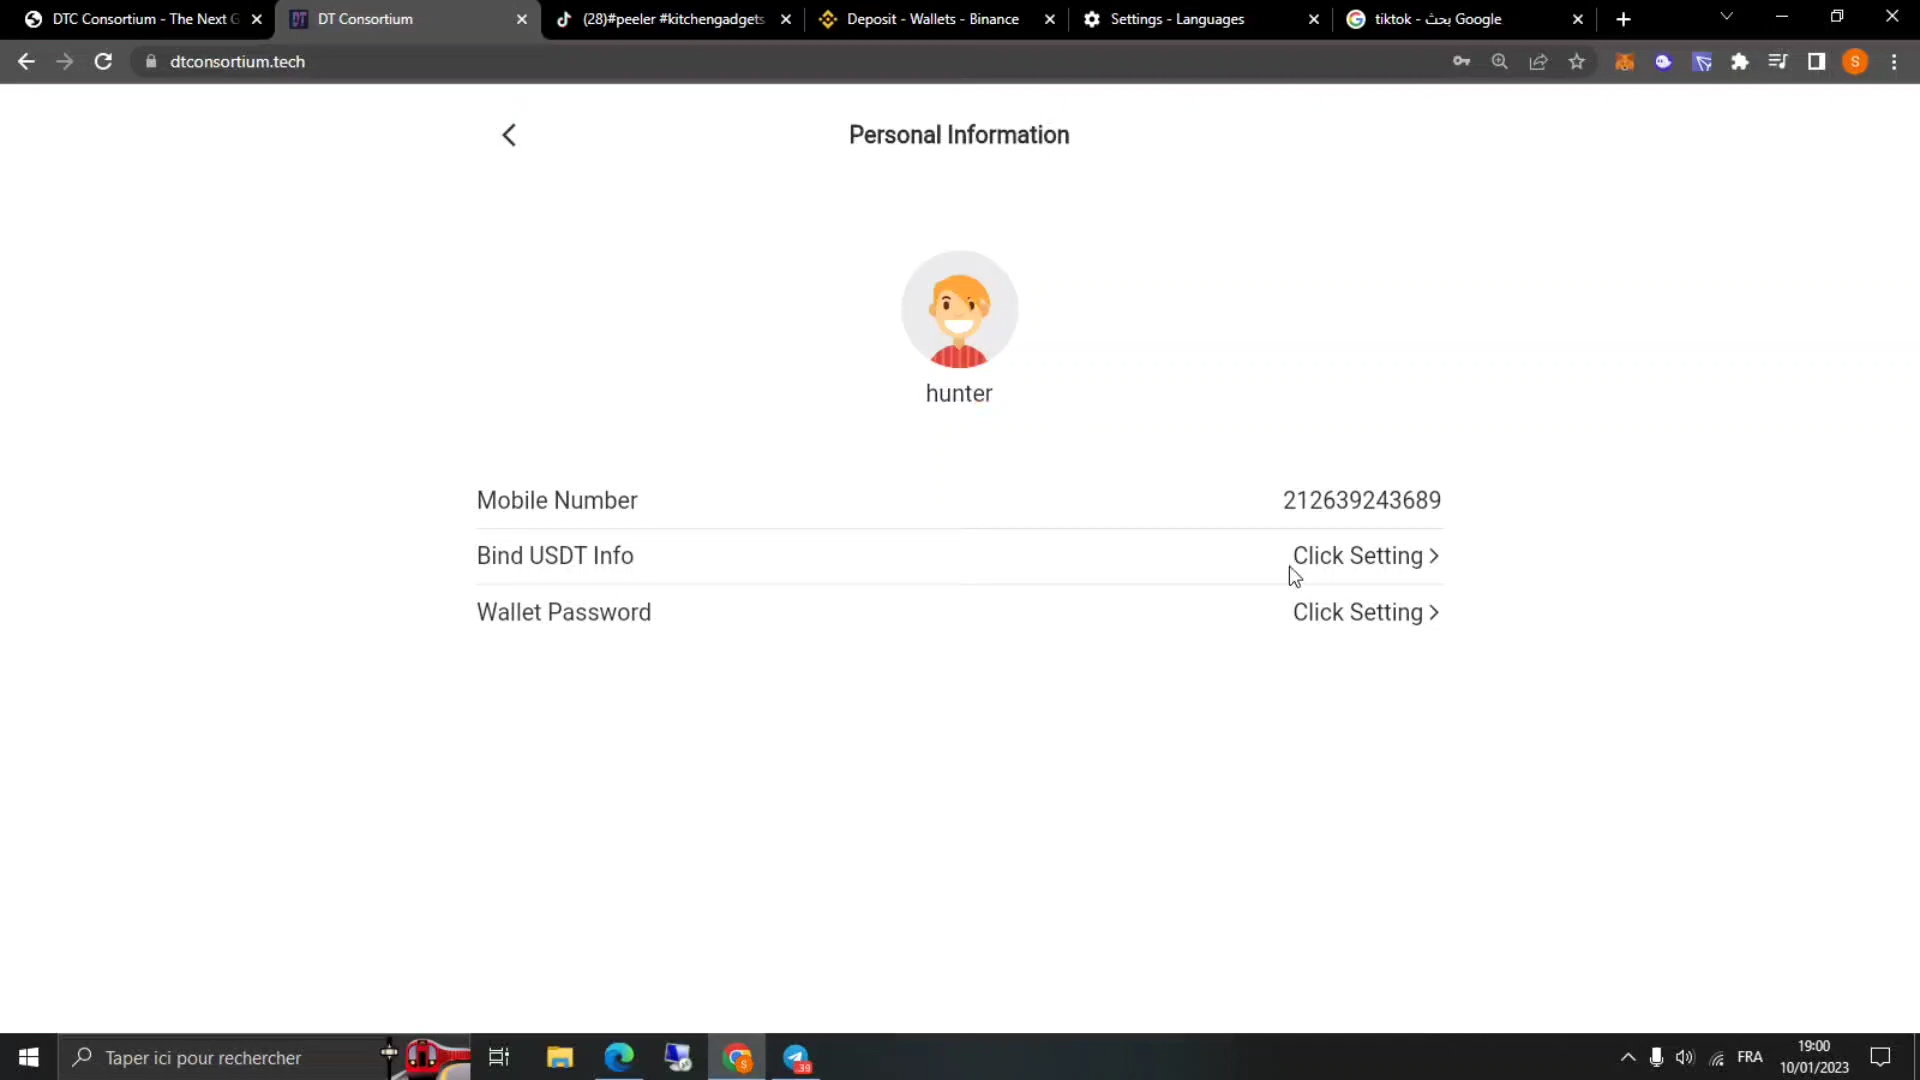 DTC Consortium - The Next G
DT Consortium
(28)#peeler #kitchengadgets
Deposit - Wallets - Binance
Settings - Languages
tiktok - بحث Google
dtconsortium.tech
S
Personal Information
hunter
Mobile Number 212639243689
Bind USDT Info Click Setting >
Wallet Password Click Setting >
Taper ici pour rechercher
S
39
FRA
19:00
10/01/2023